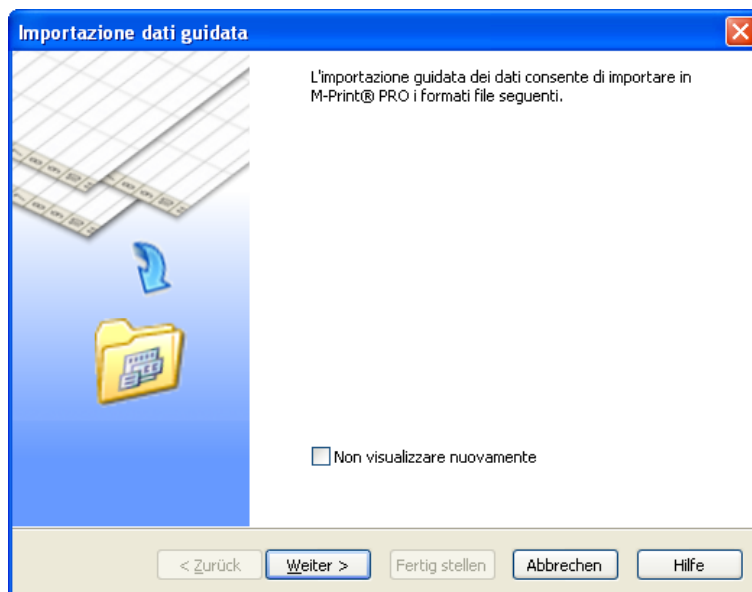 Importazione dati guidata
L'importazione guidata dei dati consente di importare in
M-Print® PRO i formati file seguenti.
Non visualizzare nuovamente
< Zurück
Weiter >
Fertig stellen
Abbrechen
Hilfe